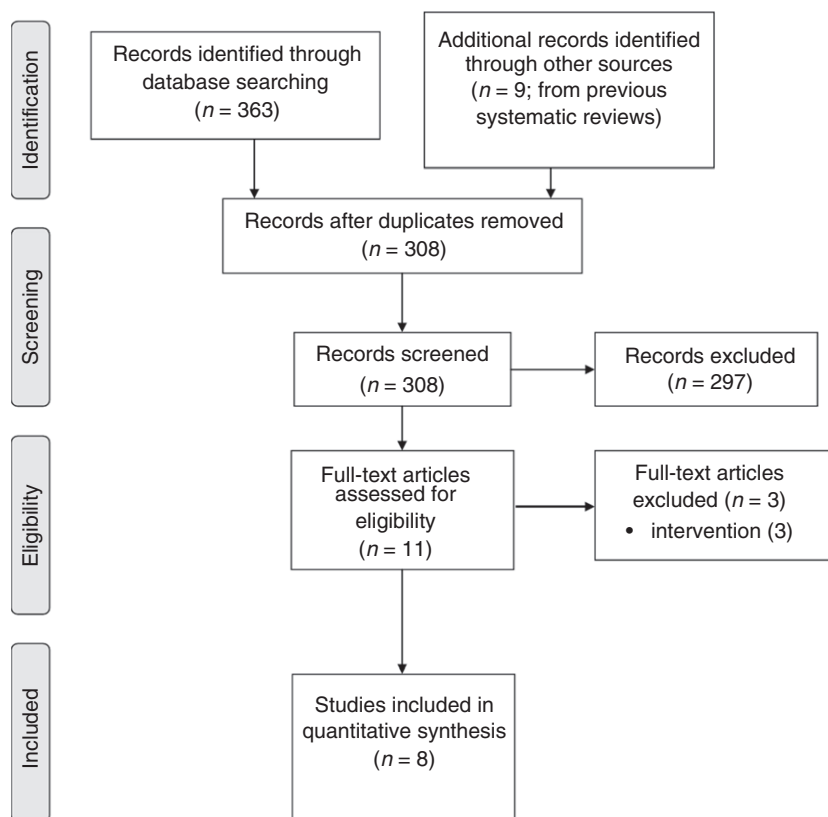 Identification
Records identified through
database searching
(n = 363)
Additional records identified
through other sources
(n = 9; from previous
systematic reviews)
Records after duplicates removed
(n = 308)
Screening
Records screened
(n = 308)
Records excluded
(n = 297)
Eligibility
Full-text articles
assessed for
eligibility
(n = 11)
Full-text articles
excluded (n = 3)
• intervention (3)
Included
Studies included in
quantitative synthesis
(n = 8)